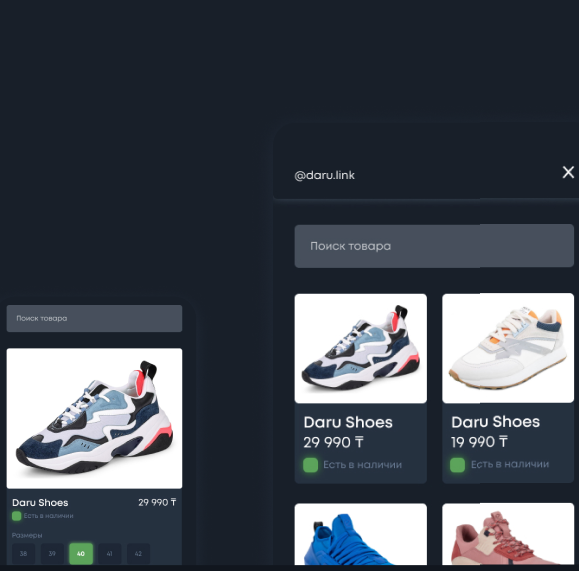 @daru.link
X
Поиск товара
Daru Shoes
29 990 ₸
Есть в наличии
Daru Shoes
19 990 ₸
Есть в наличии
Поиск товара
Daru Shoes 29 990 ₸
Есть в наличии
Размеры
38 39 40 41 42